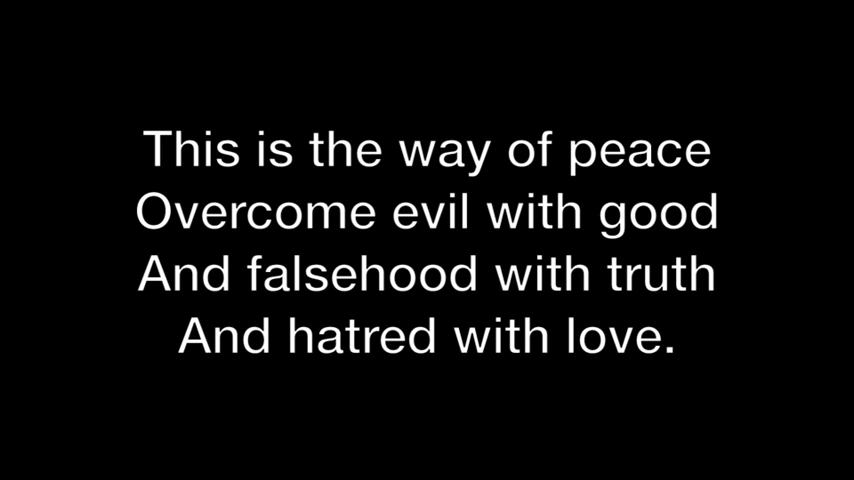 This is the way of peace
Overcome evil with good
And falsehood with truth
And hatred with love.